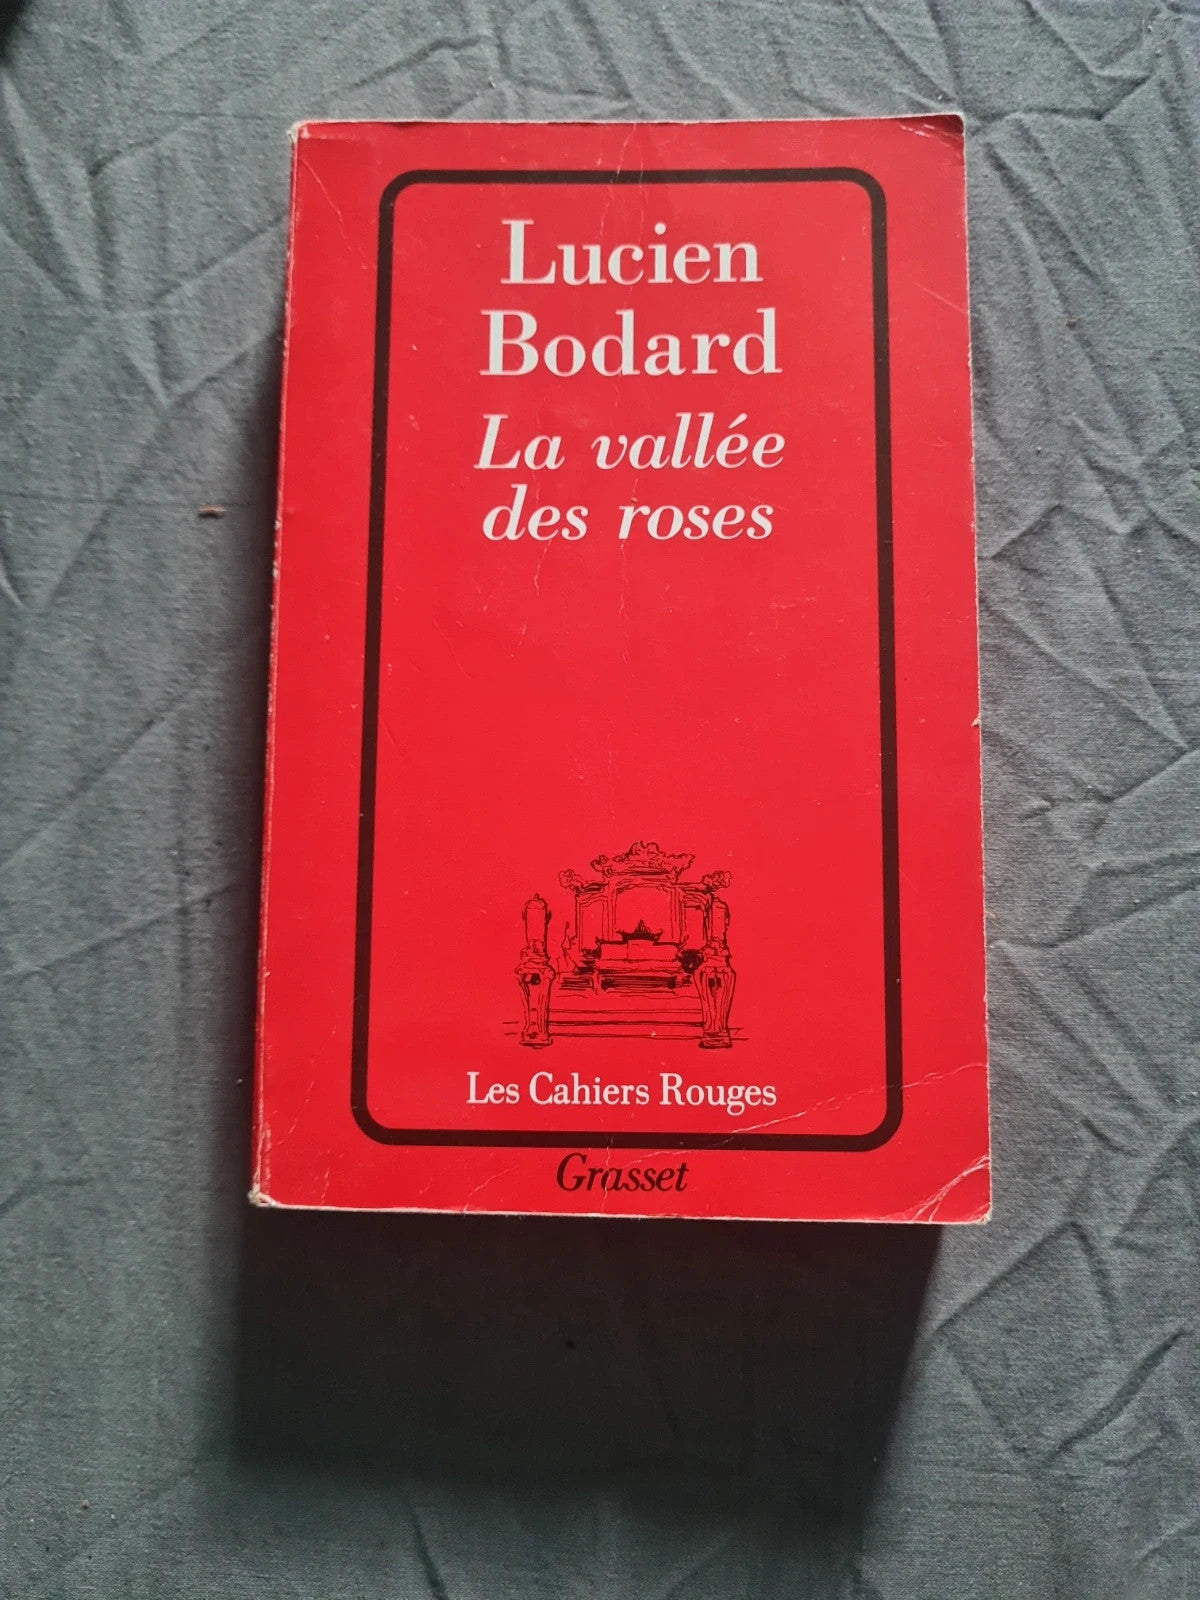 Lucien
Bodard
La vallée
des roses
Les Cahiers Rouges
Grasset